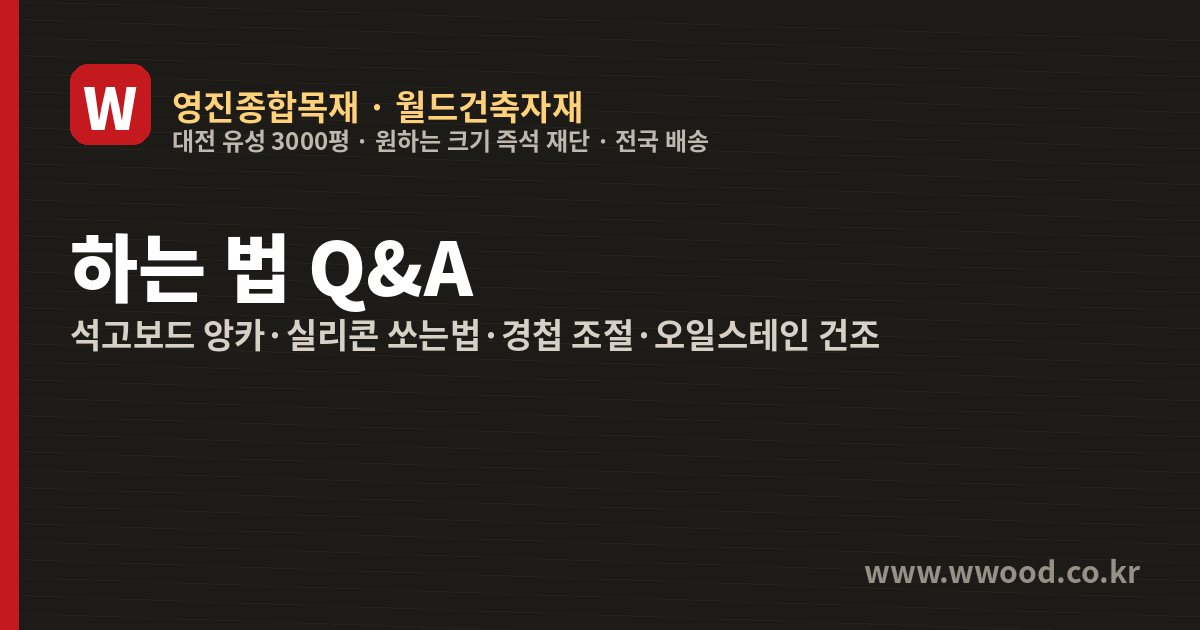 W
영진종합목재 · 월드건축자재
대전 유성 3000평 · 원하는 크기 즉석 재단 · 전국 배송
하는 법 Q&A
석고보드 앙카·실리콘 쏘는법·경첩 조절·오일스테인 건조
www.wwood.co.kr